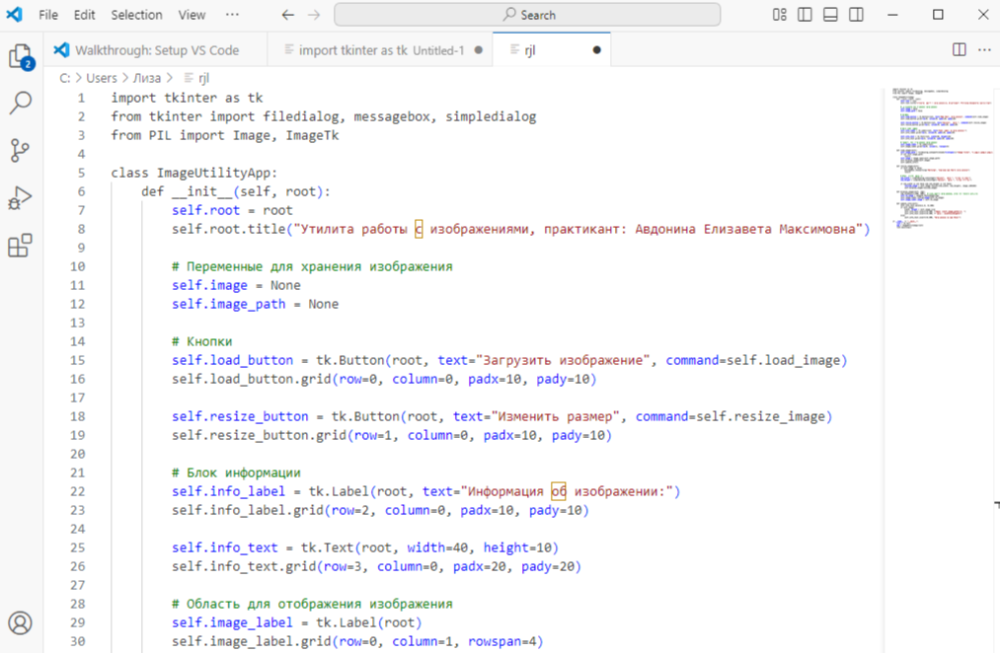 File Edit Selection View ··· Search
2
Walkthrough: Setup VS Code import tkinter as tk Untitled-1 rjl
C: > Users > Лиза > rjl
1 import tkinter as tk
2 from tkinter import filedialog, messagebox, simpledialog
3 from PIL import Image, ImageTk
4
5 class ImageUtilityApp:
6 def __init__(self, root):
7 self.root = root
8 self.root.title("Утилита работы с изображениями, практикант: Авдонина Елизавета Максимовна")
9
10 # Переменные для хранения изображения
11 self.image = None
12 self.image_path = None
13
14 # Кнопки
15 self.load_button = tk.Button(root, text="Загрузить изображение", command=self.load_image)
16 self.load_button.grid(row=0, column=0, padx=10, pady=10)
17
18 self.resize_button = tk.Button(root, text="Изменить размер", command=self.resize_image)
19 self.resize_button.grid(row=1, column=0, padx=10, pady=10)
20
21 # Блок информации
22 self.info_label = tk.Label(root, text="Информация об изображении:")
23 self.info_label.grid(row=2, column=0, padx=10, pady=10)
24
25 self.info_text = tk.Text(root, width=40, height=10)
26 self.info_text.grid(row=3, column=0, padx=20, pady=20)
27
28 # Область для отображения изображения
29 self.image_label = tk.Label(root)
30 self.image_label.grid(row=0, column=1, rowspan=4)